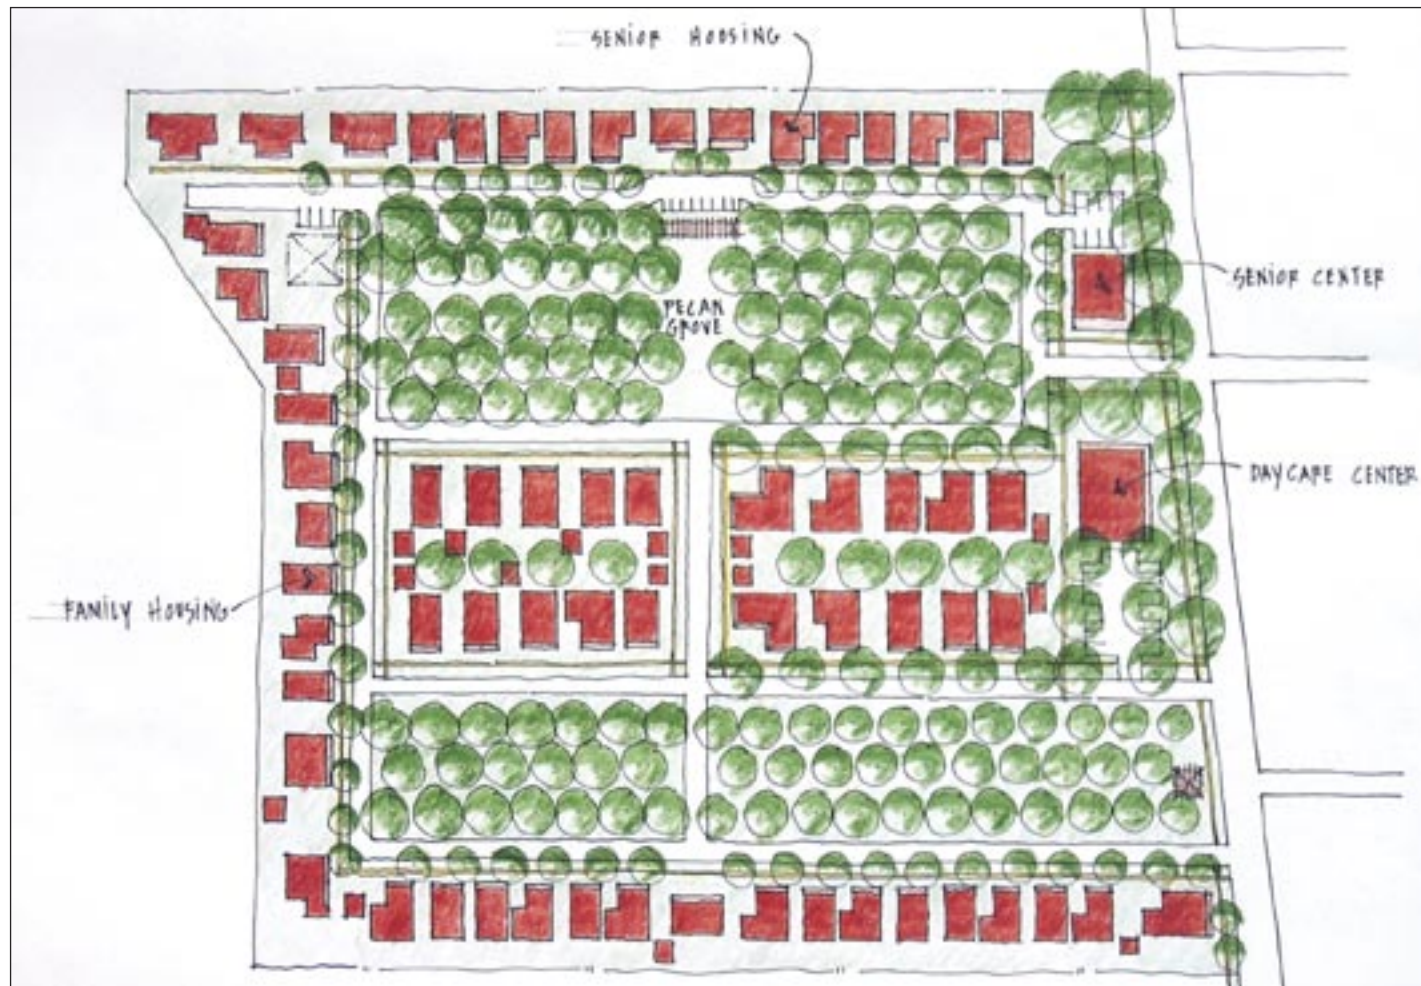 SENIOR HOUSING
SENIOR CENTER
PECAN
GROVE
DAYCARE CENTER
FAMILY HOUSING